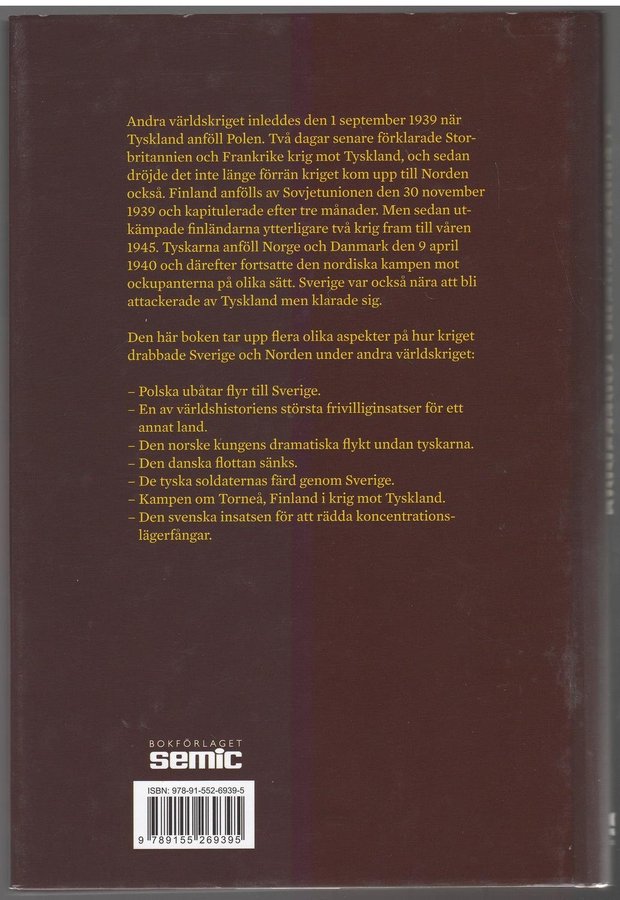 Andra världskriget inleddes den 1 september 1939 när
Tyskland anföll Polen. Två dagar senare förklarade Stor-
britannien och Frankrike krig mot Tyskland, och sedan
dröjde det inte länge förrän kriget kom upp till Norden
också. Finland anfölls av Sovjetunionen den 30 november
1939 och kapitulerade efter tre månader. Men sedan ut-
kämpade finländarna ytterligare två krig fram till våren
1945. Tyskarna anföll Norge och Danmark den 9 april
1940 och därefter fortsatte den nordiska kampen mot
ockupanterna på olika sätt. Sverige var också nära att bli
attackerade av Tyskland men klarade sig.
Den här boken tar upp flera olika aspekter på hur kriget
drabbade Sverige och Norden under andra världskriget:
– Polska ubåtar flyr till Sverige.
– En av världshistoriens största frivilliginsatser för ett
annat land.
– Den norske kungens dramatiska flykt undan tyskarna.
– Den danska flottan sänks.
– De tyska soldaternas färd genom Sverige.
– Kampen om Torneå, Finland i krig mot Tyskland.
– Den svenska insatsen för att rädda koncentrations-
lägerfångar.
BOKFÖRLAGET
semic
ISBN: 978-91-552-6939-5
9 789155 269395